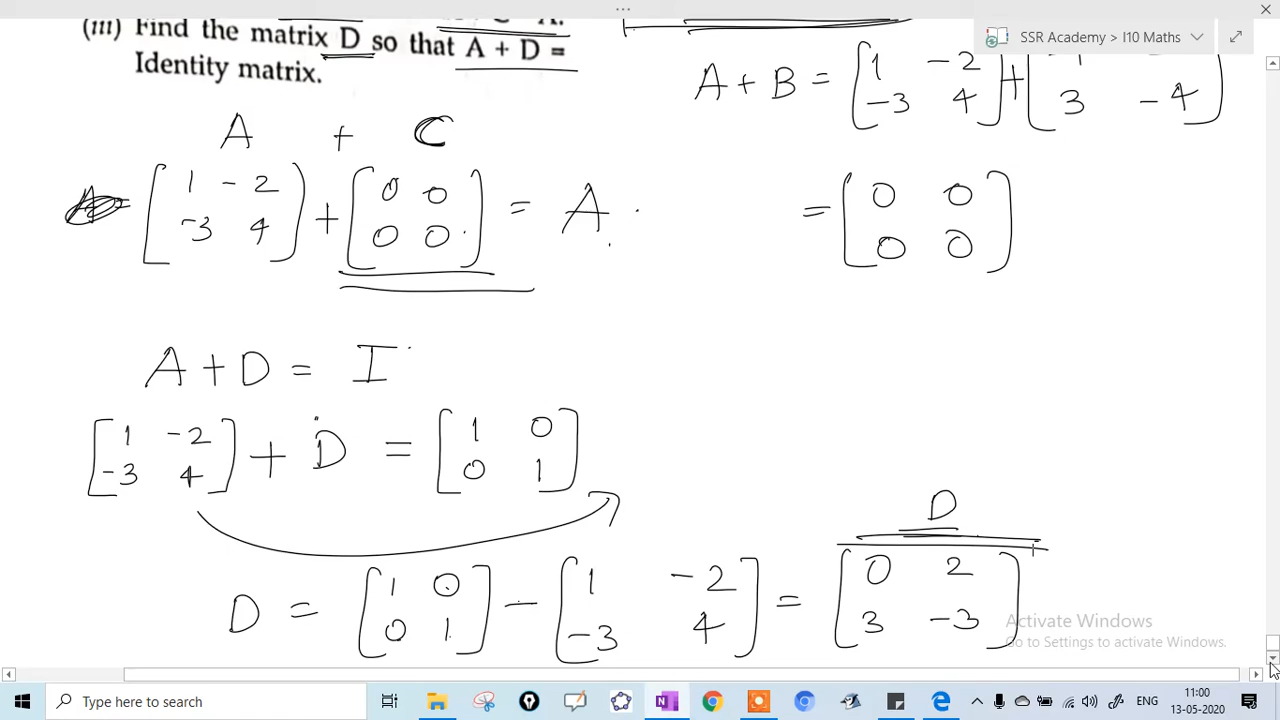 SSR Academy > I10 Maths
(iii) Find the matrix D so that A + D =
Identity matrix.
A + B = [1 -2 -3 4] + [ 3 -4]
= [0 0 0 0]
A + C
= [1 -2 -3 4] + [0 0 0 0] = A.
A + D = I
[1 -2 -3 4] + D = [1 0 0 1]
D
D = [1 0 0 1] - [1 -2 -3 4] = [0 2 3 -3]
Activate Windows
Go to Settings to activate Windows.
Type here to search
ENG
11:00
13-05-2020